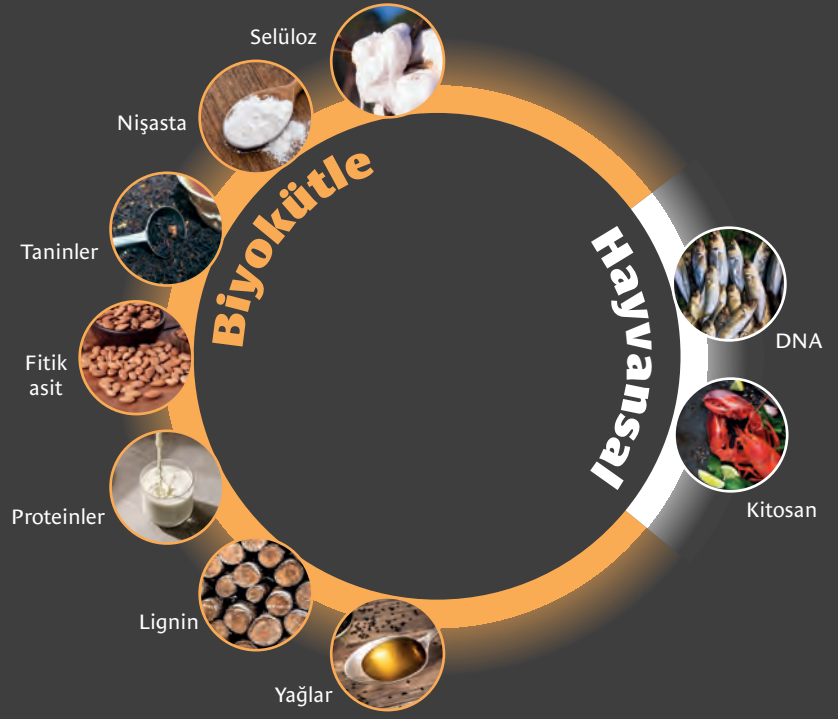 Selüloz
Nişasta
Taninler
Fitik
asit
Proteinler
Lignin
Yağlar
Biyokütle
Hayvansal
DNA
Kitosan